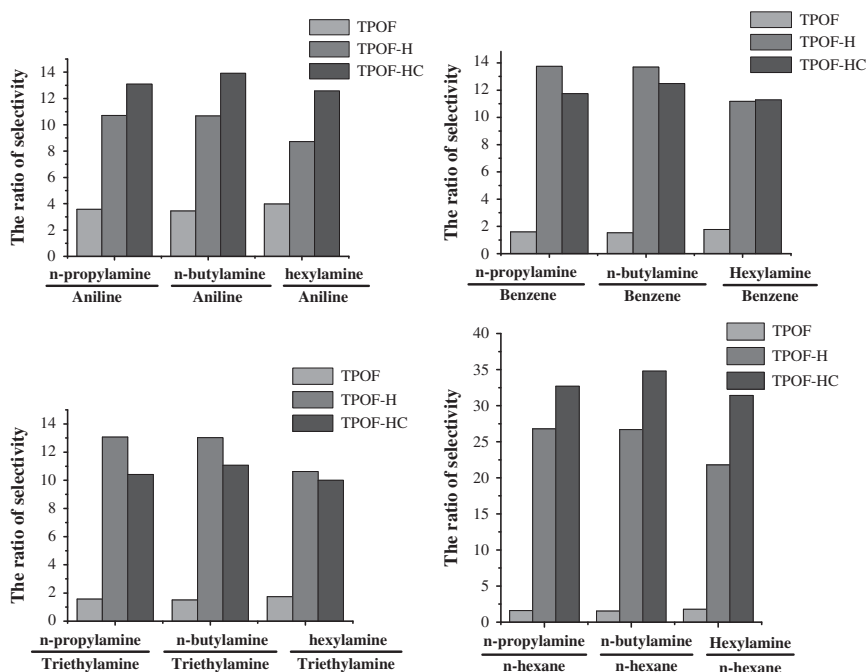 TPOF
TPOF-H
TPOF-HC
The ratio of selectivity
14
12
10
8
6
4
2
0
n-propylamine n-butylamine hexylamine
Aniline Aniline Aniline
TPOF
TPOF-H
TPOF-HC
The ratio of selectivity
14
12
10
8
6
4
2
0
n-propylamine n-butylamine Hexylamine
Benzene Benzene Benzene
TPOF
TPOF-H
TPOF-HC
The ratio of selectivity
14
12
10
8
6
4
2
0
n-propylamine n-butylamine hexylamine
Triethylamine Triethylamine Triethylamine
TPOF
TPOF-H
TPOF-HC
The ratio of selectivity
40
35
30
25
20
15
10
5
0
n-propylamine n-butylamine Hexylamine
n-hexane n-hexane n-hexane